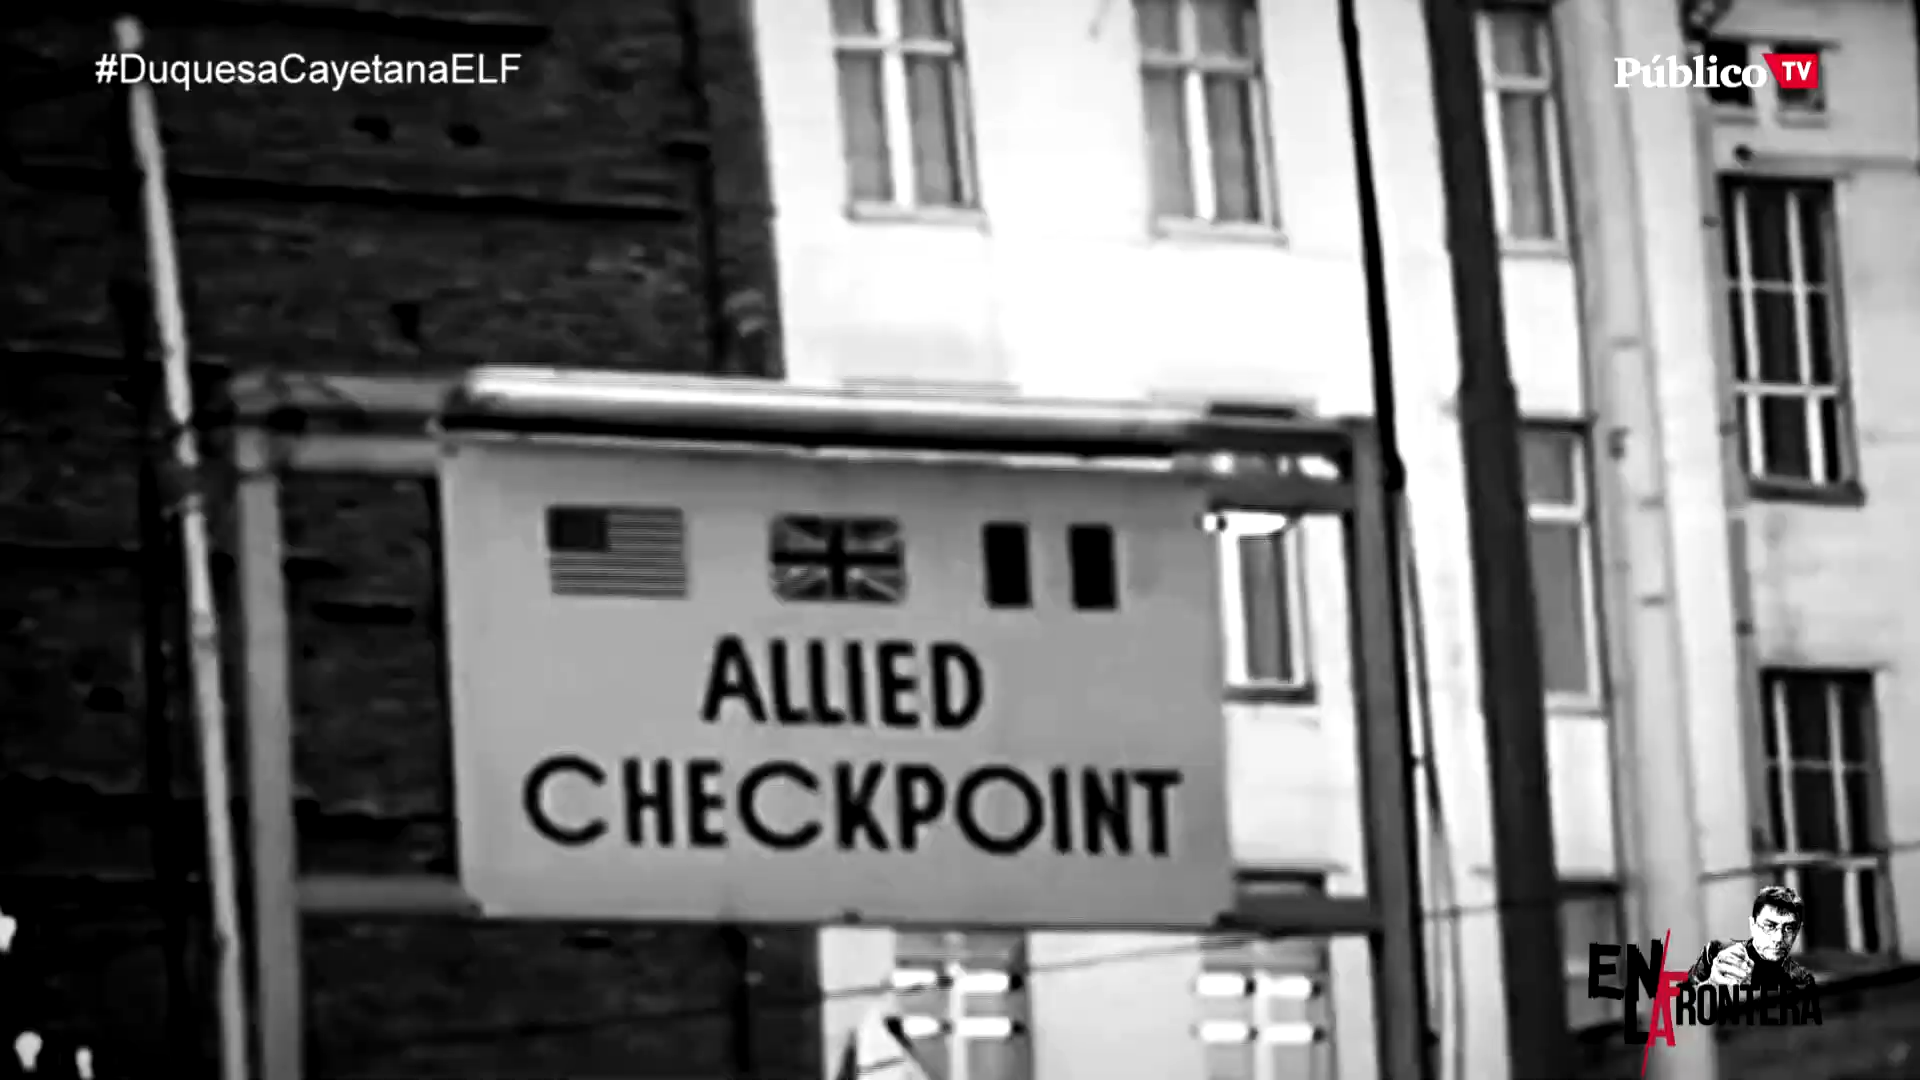 #DuquesaCayetanaELF
Público TV
ALLIED
CHECKPOINT
EN
LA FRONTERA